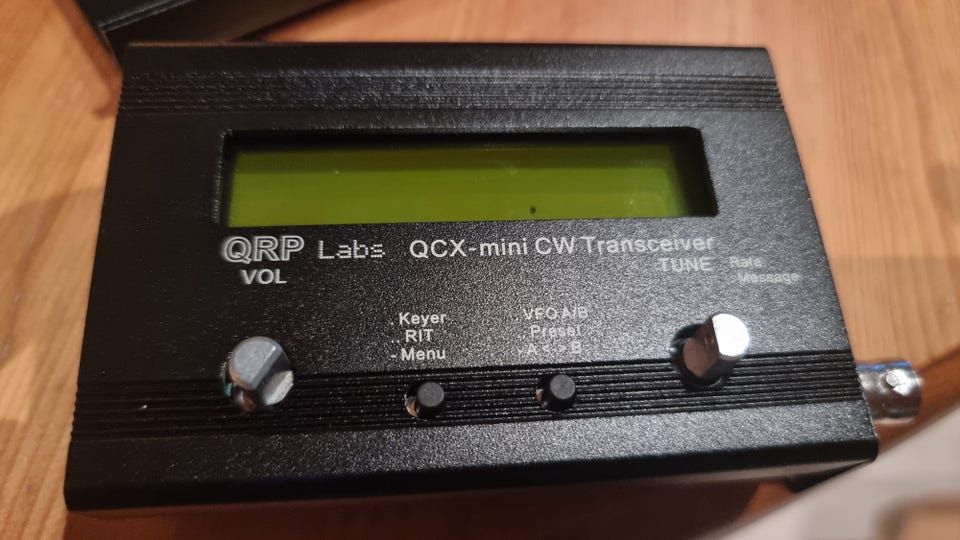 QRP Labs QCX-mini CW Transceiver
VOL
TUNE Rate
Message
. Keyer
.. RIT
- Menu
. VFO A/B
.. Preset
- A <-> B